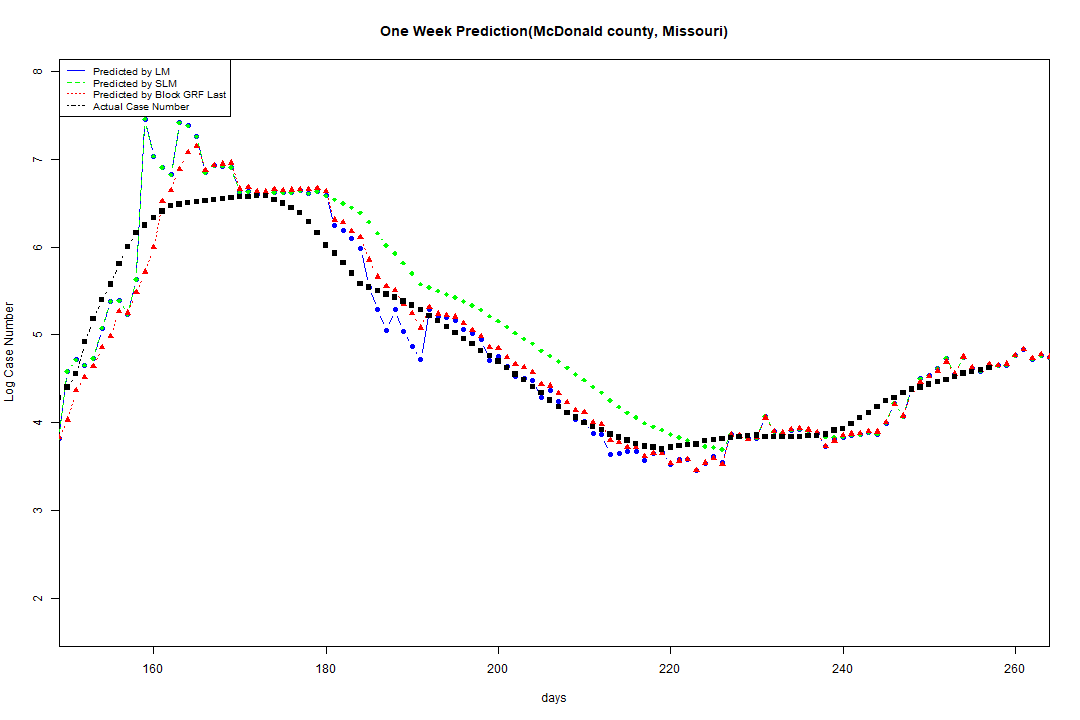 One Week Prediction(McDonald county, Missouri)
Predicted by LM
Predicted by SLM
Predicted by Block GRF Last
Actual Case Number
8
7
6
5
4
3
2
Log Case Number
160 180 200 220 240 260
days